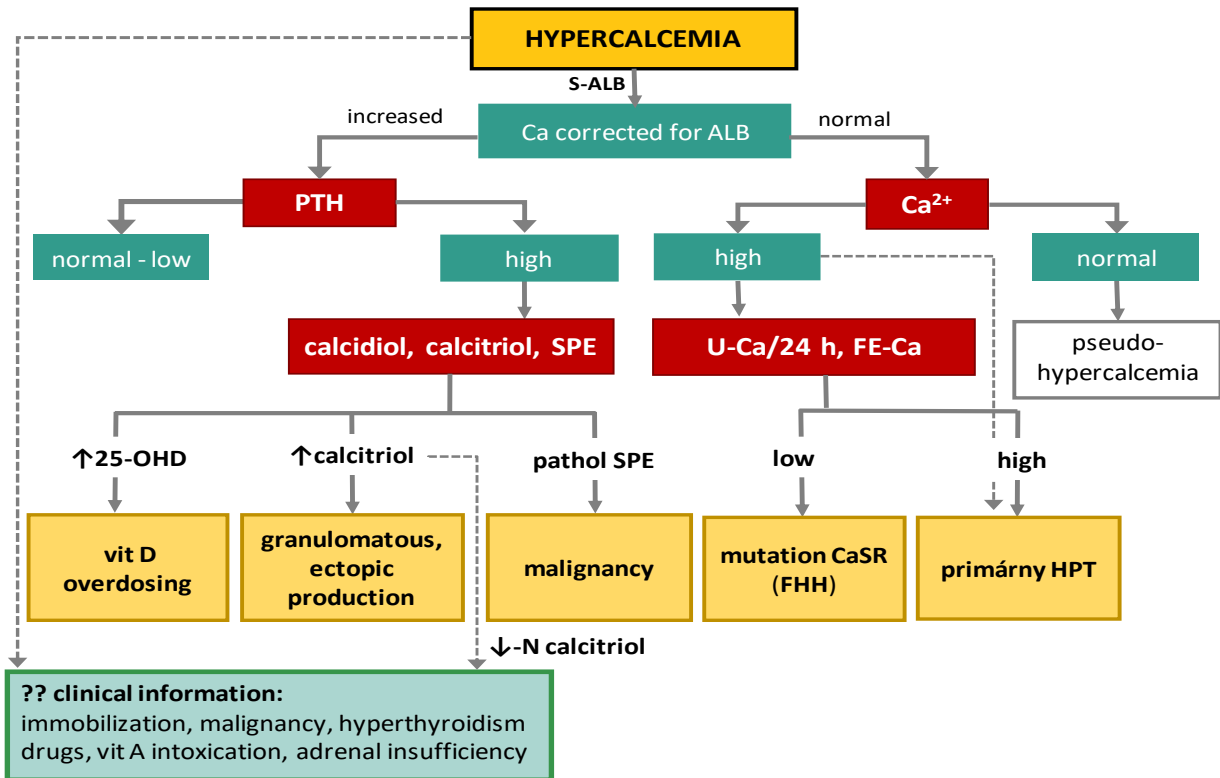 HYPERCALCEMIA
S-ALB
increased
Ca corrected for ALB
normal
PTH
Ca²⁺
normal - low
high
high
normal
calcidiol, calcitriol, SPE
U-Ca/24 h, FE-Ca
pseudo-
hypercalcemia
↑25-OHD
↑calcitriol
pathol SPE
low
high
vit D
overdosing
granulomatous,
ectopic
production
malignancy
mutation CaSR
(FHH)
primárny HPT
↓-N calcitriol
?? clinical information:
immobilization, malignancy, hyperthyroidism
drugs, vit A intoxication, adrenal insufficiency